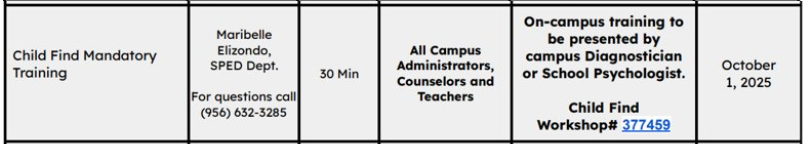 Child Find Mandatory
Training
Maribelle
Elizondo,
SPED Dept.
For questions call
(956) 632-3285
30 Min
All Campus
Administrators,
Counselors and
Teachers
On-campus training to
be presented by
campus Diagnostician
or School Psychologist.
Child Find
Workshop# 377459
October
1, 2025